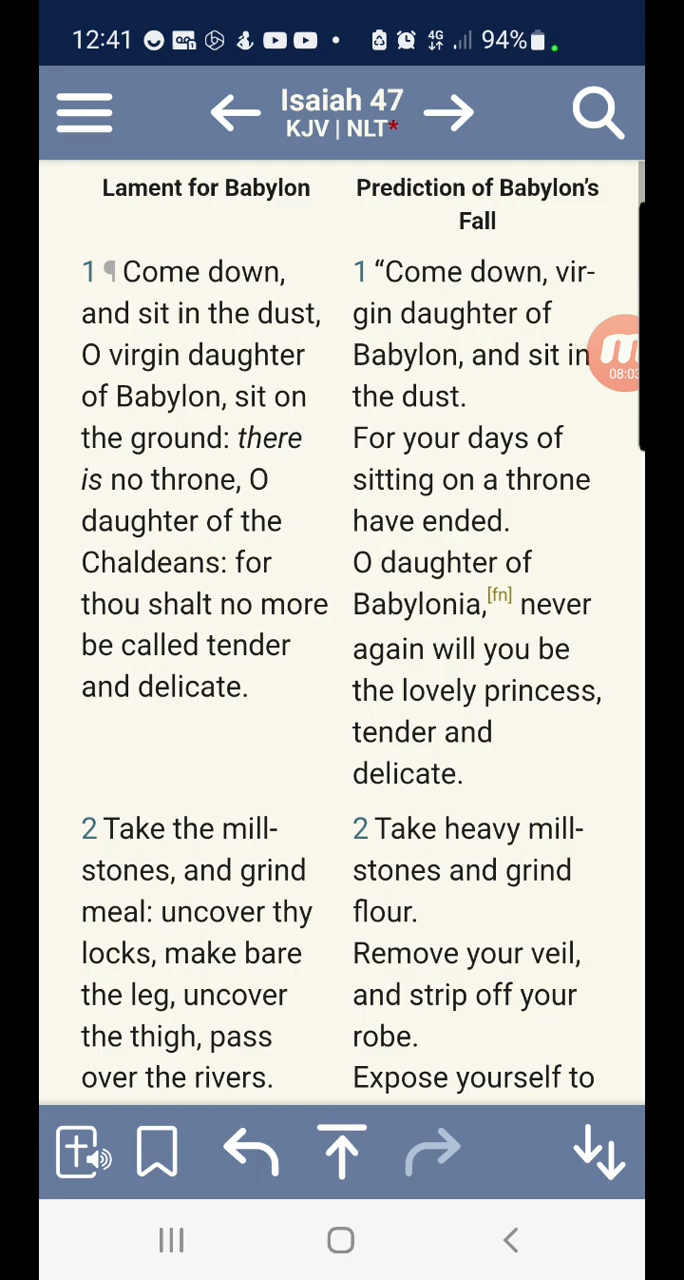 12:41
4G
94%
Isaiah 47
KJV | NLT*
Lament for Babylon
1 ¶ Come down,
and sit in the dust,
O virgin daughter
of Babylon, sit on
the ground: there
is no throne, O
daughter of the
Chaldeans: for
thou shalt no more
be called tender
and delicate.
2 Take the mill-
stones, and grind
meal: uncover thy
locks, make bare
the leg, uncover
the thigh, pass
over the rivers.
Prediction of Babylon’s
Fall
1 “Come down, vir-
gin daughter of
Babylon, and sit in
the dust.
For your days of
sitting on a throne
have ended.
O daughter of
Babylonia,[fn] never
again will you be
the lovely princess,
tender and
delicate.
2 Take heavy mill-
stones and grind
flour.
Remove your veil,
and strip off your
robe.
Expose yourself to
m
08:03